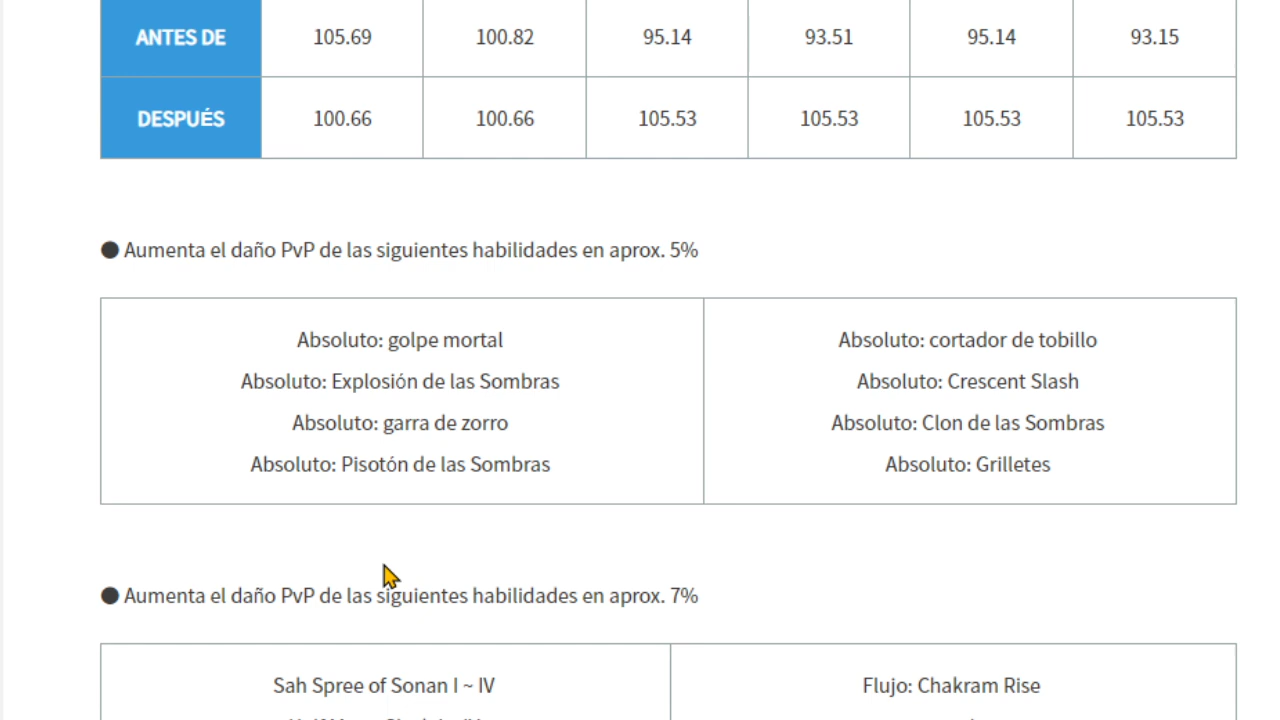 ANTES DE 105.69 100.82 95.14 93.51 95.14 93.15
DESPUÉS 100.66 100.66 105.53 105.53 105.53 105.53
● Aumenta el daño PvP de las siguientes habilidades en aprox. 5%
Absoluto: golpe mortal
Absoluto: Explosión de las Sombras
Absoluto: garra de zorro
Absoluto: Pisotón de las Sombras
Absoluto: cortador de tobillo
Absoluto: Crescent Slash
Absoluto: Clon de las Sombras
Absoluto: Grilletes
● Aumenta el daño PvP de las siguientes habilidades en aprox. 7%
Sah Spree of Sonan I ~ IV
Flujo: Chakram Rise